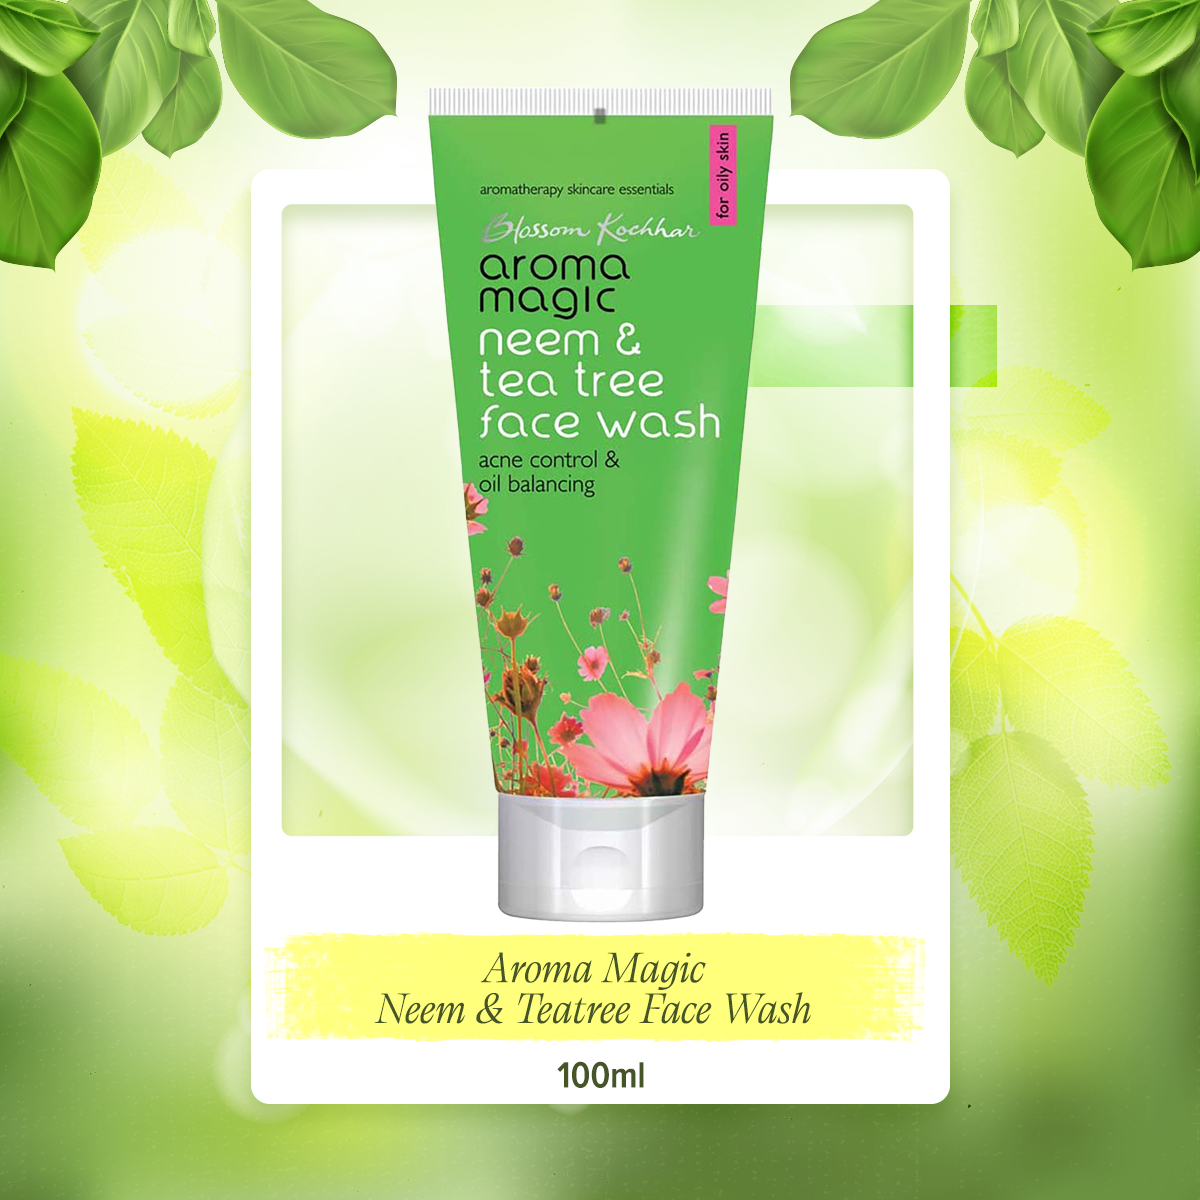 for oily skin
aromatherapy skincare essentials
Blossom Kochhar
aroma
magic
neem &
tea tree
face wash
acne control &
oil balancing
Aroma Magic
Neem & Teatree Face Wash
100ml